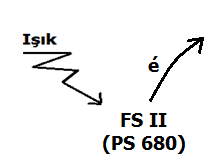 Işık
é
FS II
(PS 680)